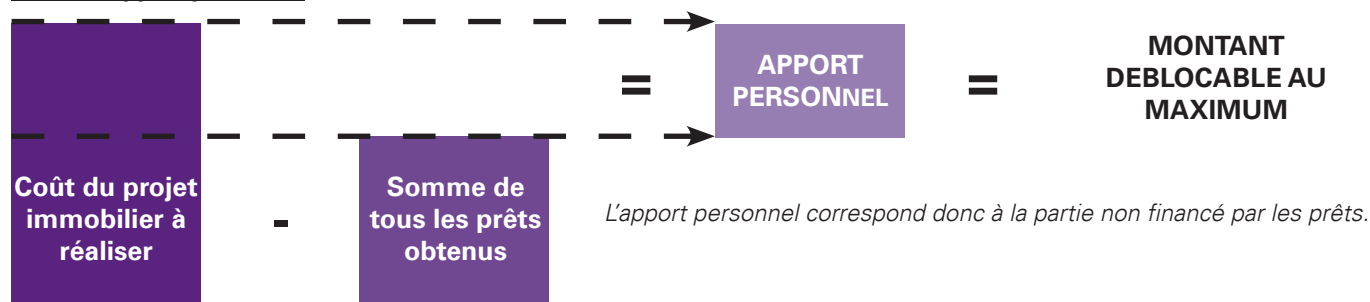 Coût du projet
immobilier à
réaliser
-
Somme de
tous les prêts
obtenus
=
APPORT
PERSONNEL
=
MONTANT
DEBLOCABLE AU
MAXIMUM
L'apport personnel correspond donc à la partie non financé par les prêts.